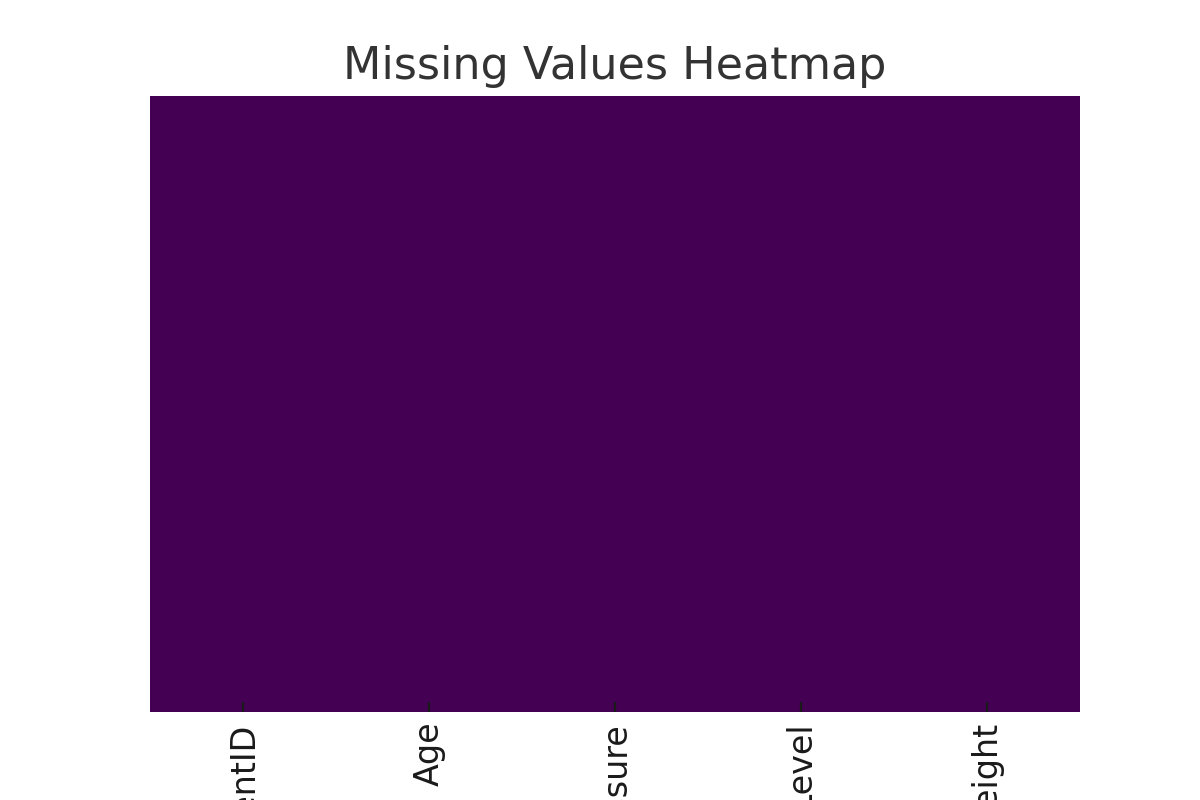 Missing Values Heatmap
entID
Age
sure
Level
eight